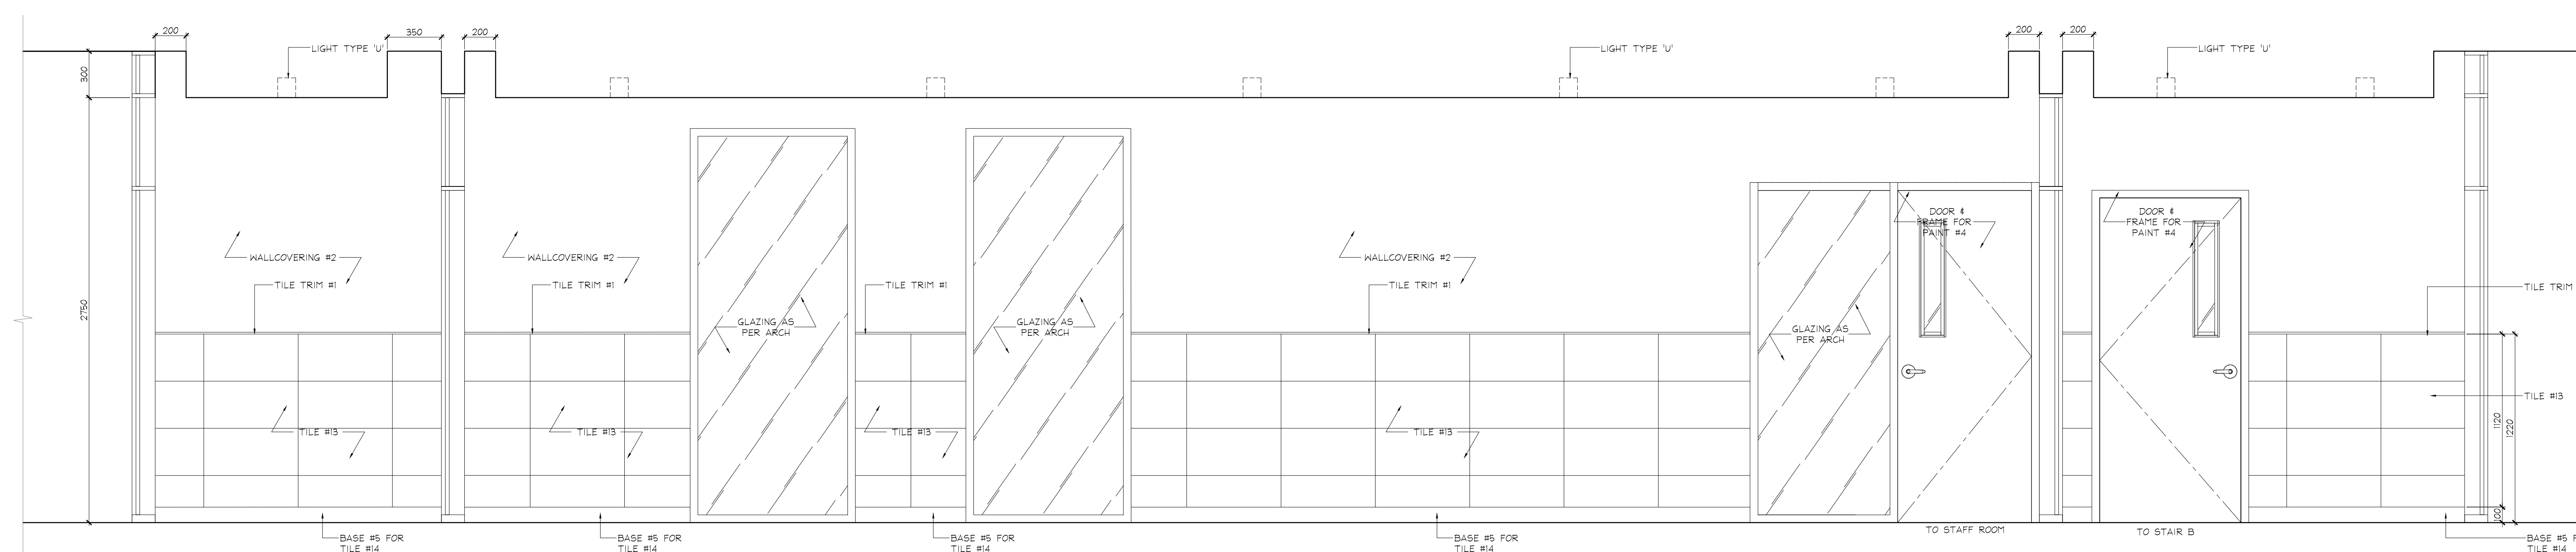 200
350
200
200
200
LIGHT TYPE 'U'
LIGHT TYPE 'U'
LIGHT TYPE 'U'
300
2750
DOOR &
FRAME FOR
PAINT #4
DOOR &
FRAME FOR
PAINT #4
WALLCOVERING #2
WALLCOVERING #2
WALLCOVERING #2
TILE TRIM #1
TILE TRIM #1
TILE TRIM #1
TILE TRIM #1
TILE TRIM
GLAZING AS
PER ARCH
GLAZING AS
PER ARCH
GLAZING AS
PER ARCH
TILE #13
TILE #13
TILE #13
TILE #13
TILE #13
1120
1220
100
TO STAFF ROOM
TO STAIR B
BASE #5 FOR
TILE #14
BASE #5 FOR
TILE #14
BASE #5 FOR
TILE #14
BASE #5 FOR
TILE #14
BASE #5
TILE #14